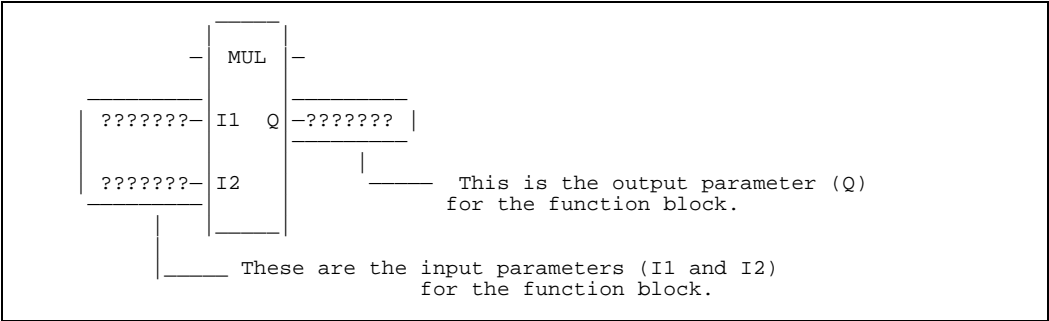 MUL
??????? I1 Q ???????
??????? I2
This is the output parameter (Q)
for the function block.
These are the input parameters (I1 and I2)
for the function block.